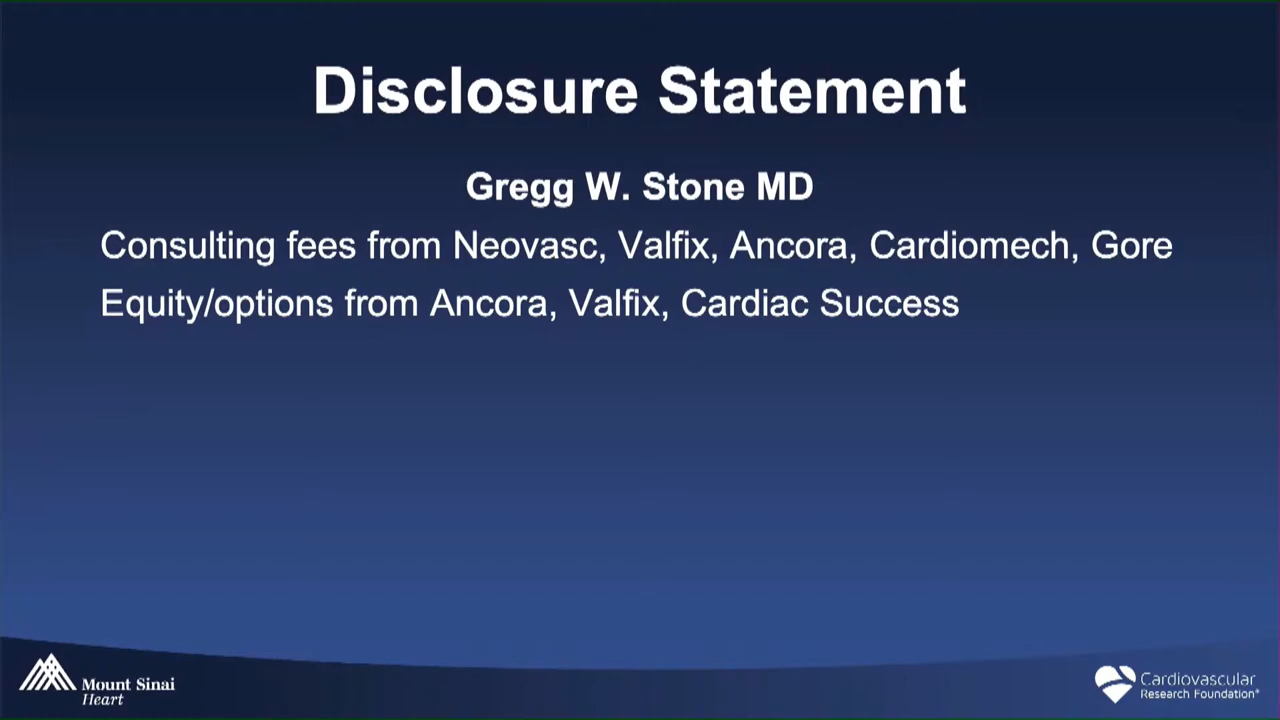 Disclosure Statement
Gregg W. Stone MD
Consulting fees from Neovasc, Valfix, Ancora, Cardiomech, Gore
Equity/options from Ancora, Valfix, Cardiac Success
Mount Sinai
Heart
Cardiovascular
Research Foundation®